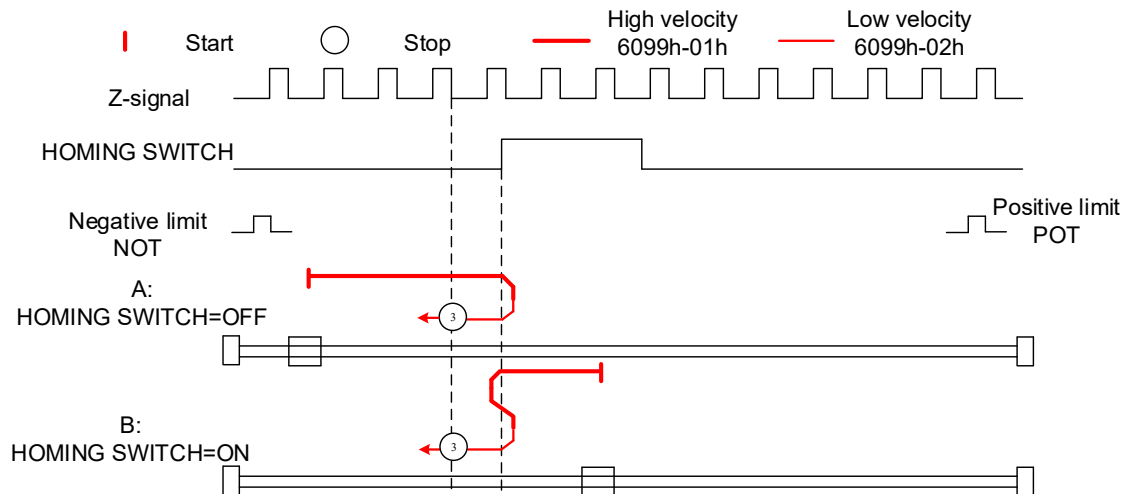 Start
Stop
High velocity
6099h-01h
Low velocity
6099h-02h
Z-signal
HOMING SWITCH
Negative limit
NOT
Positive limit
POT
A:
HOMING SWITCH=OFF
3
B:
HOMING SWITCH=ON
3